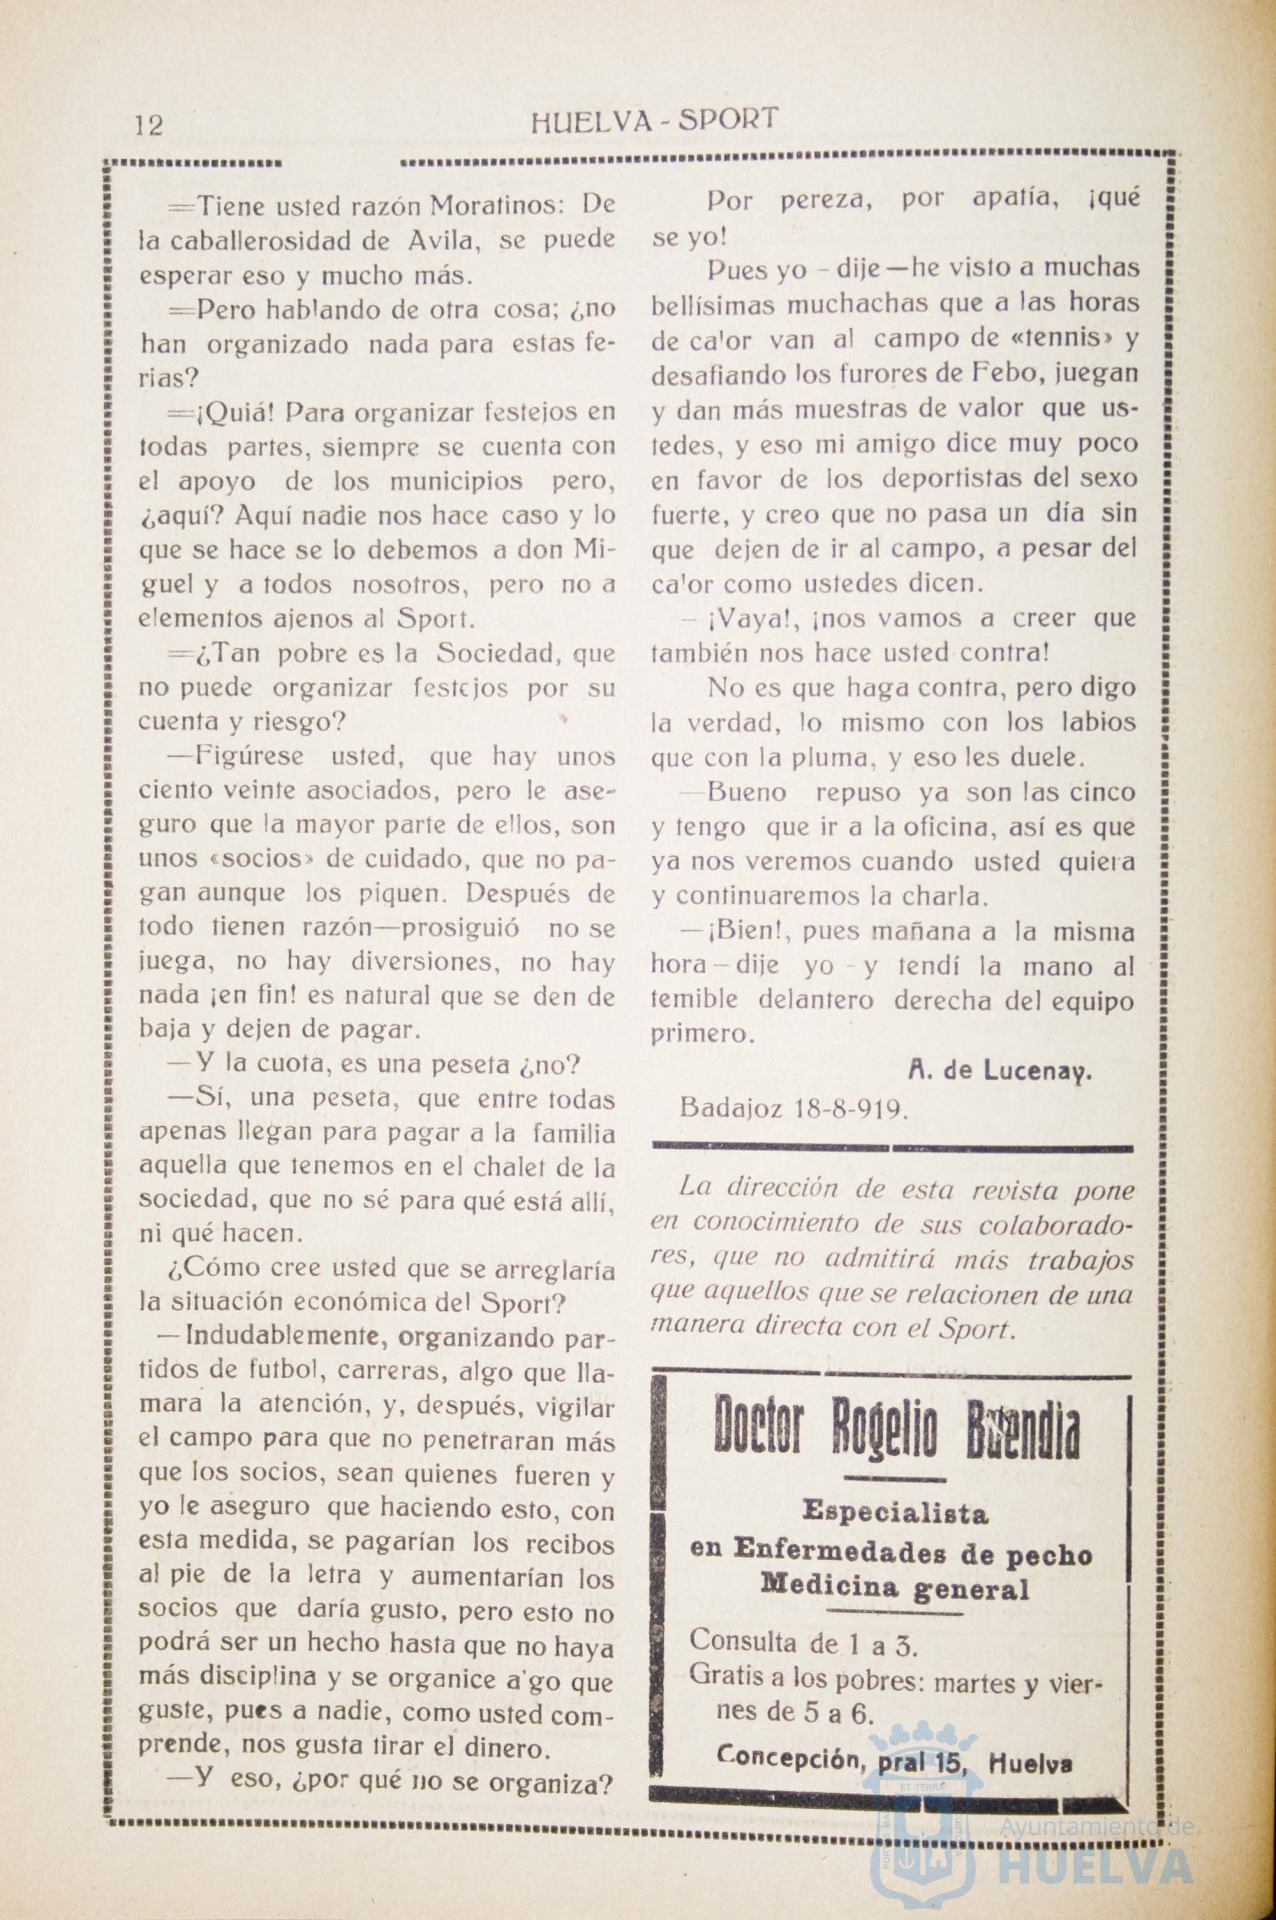 12
HUELVA - SPORT
=Tiene usted razón Moratinos: De
la caballerosidad de Avila, se puede
esperar eso y mucho más.
=Pero hablando de otra cosa; ¿no
han organizado nada para estas fe-
rias?
=¡Quiá! Para organizar festejos en
todas partes, siempre se cuenta con
el apoyo de los municipios pero,
¿aquí? Aquí nadie nos hace caso y lo
que se hace se lo debemos a don Mi-
guel y a todos nosotros, pero no a
elementos ajenos al Sport.
=¿Tan pobre es la Sociedad, que
no puede organizar festejos por su
cuenta y riesgo?
—Figúrese usted, que hay unos
ciento veinte asociados, pero le ase-
guro que la mayor parte de ellos, son
unos «socios» de cuidado, que no pa-
gan aunque los piquen. Después de
todo tienen razón—prosiguió no se
juega, no hay diversiones, no hay
nada ¡en fin! es natural que se den de
baja y dejen de pagar.
—Y la cuota, es una peseta ¿no?
—Sí, una peseta, que entre todas
apenas llegan para pagar a la familia
aquella que tenemos en el chalet de la
sociedad, que no sé para qué está allí,
ni qué hacen.
¿Cómo cree usted que se arreglaría
la situación económica del Sport?
—Indudablemente, organizando par-
tidos de futbol, carreras, algo que lla-
mara la atención, y, después, vigilar
el campo para que no penetraran más
que los socios, sean quienes fueren y
yo le aseguro que haciendo esto, con
esta medida, se pagarían los recibos
al pie de la letra y aumentarían los
socios que daría gusto, pero esto no
podrá ser un hecho hasta que no haya
más disciplina y se organice a'go que
guste, pues a nadie, como usted com-
prende, nos gusta tirar el dinero.
—Y eso, ¿por qué no se organiza?
Por pereza, por apatía, ¡qué
se yo!
Pues yo - dije—he visto a muchas
bellísimas muchachas que a las horas
de ca'or van al campo de «tennis» y
desafiando los furores de Febo, juegan
y dan más muestras de valor que us-
tedes, y eso mi amigo dice muy poco
en favor de los deportistas del sexo
fuerte, y creo que no pasa un día sin
que dejen de ir al campo, a pesar del
ca'or como ustedes dicen.
– ¡Vaya!, ¡nos vamos a creer que
también nos hace usted contra!
No es que haga contra, pero digo
la verdad, lo mismo con los labios
que con la pluma, y eso les duele.
—Bueno repuso ya son las cinco
y tengo que ir a la oficina, así es que
ya nos veremos cuando usted quiera
y continuaremos la charla.
—¡Bien!, pues mañana a la misma
hora—dije yo - y tendí la mano al
temible delantero derecha del equipo
primero.
A. de Lucenay.
Badajoz 18-8-919.
La dirección de esta revista pone
en conocimiento de sus colaborado-
res, que no admitirá más trabajos
que aquellos que se relacionen de una
manera directa con el Sport.
Doctor Rogelio Buendia
Especialista
en Enfermedades de pecho
Medicina general
Consulta de 1 a 3.
Gratis a los pobres: martes y vier-
nes de 5 a 6.
Concepción, pral 15, Huelva
ET TERRÆ
Ayuntamiento de
HUELVA